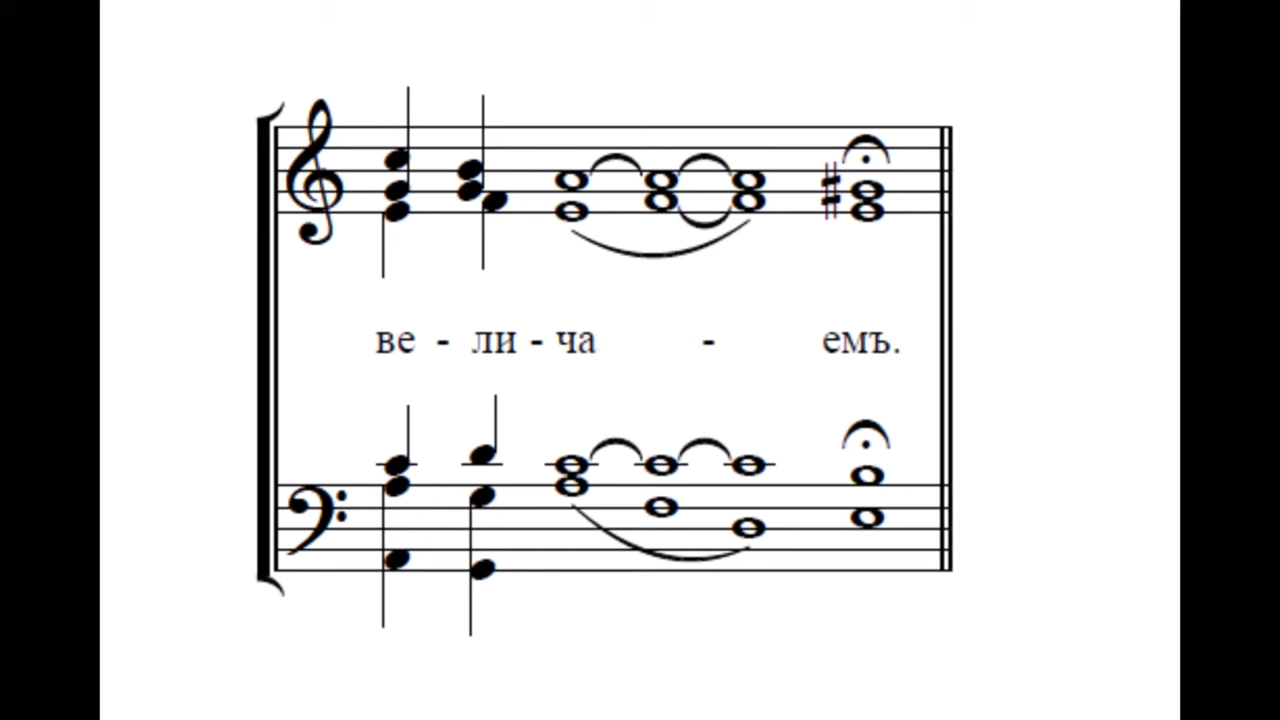 ве - ли - ча - емъ.